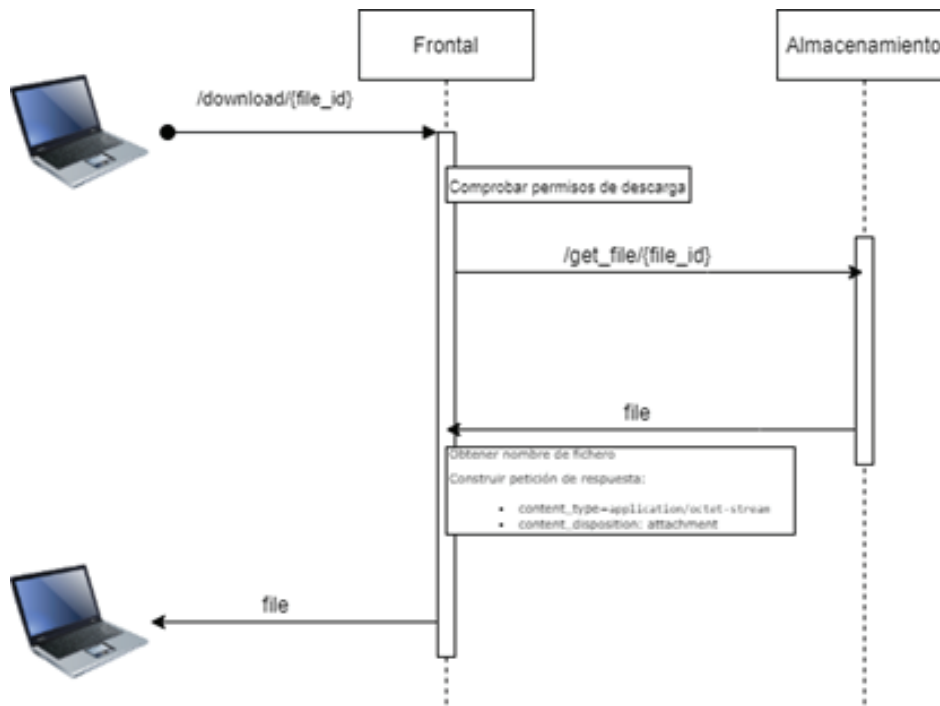 Frontal
Almacenamiento
/download/{file_id}
Comprobar permisos de descarga
/get_file/{file_id}
file
Obtener nombre de fichero
Construir petición de respuesta:
• content_type=application/octet-stream
• content_disposition: attachment
file